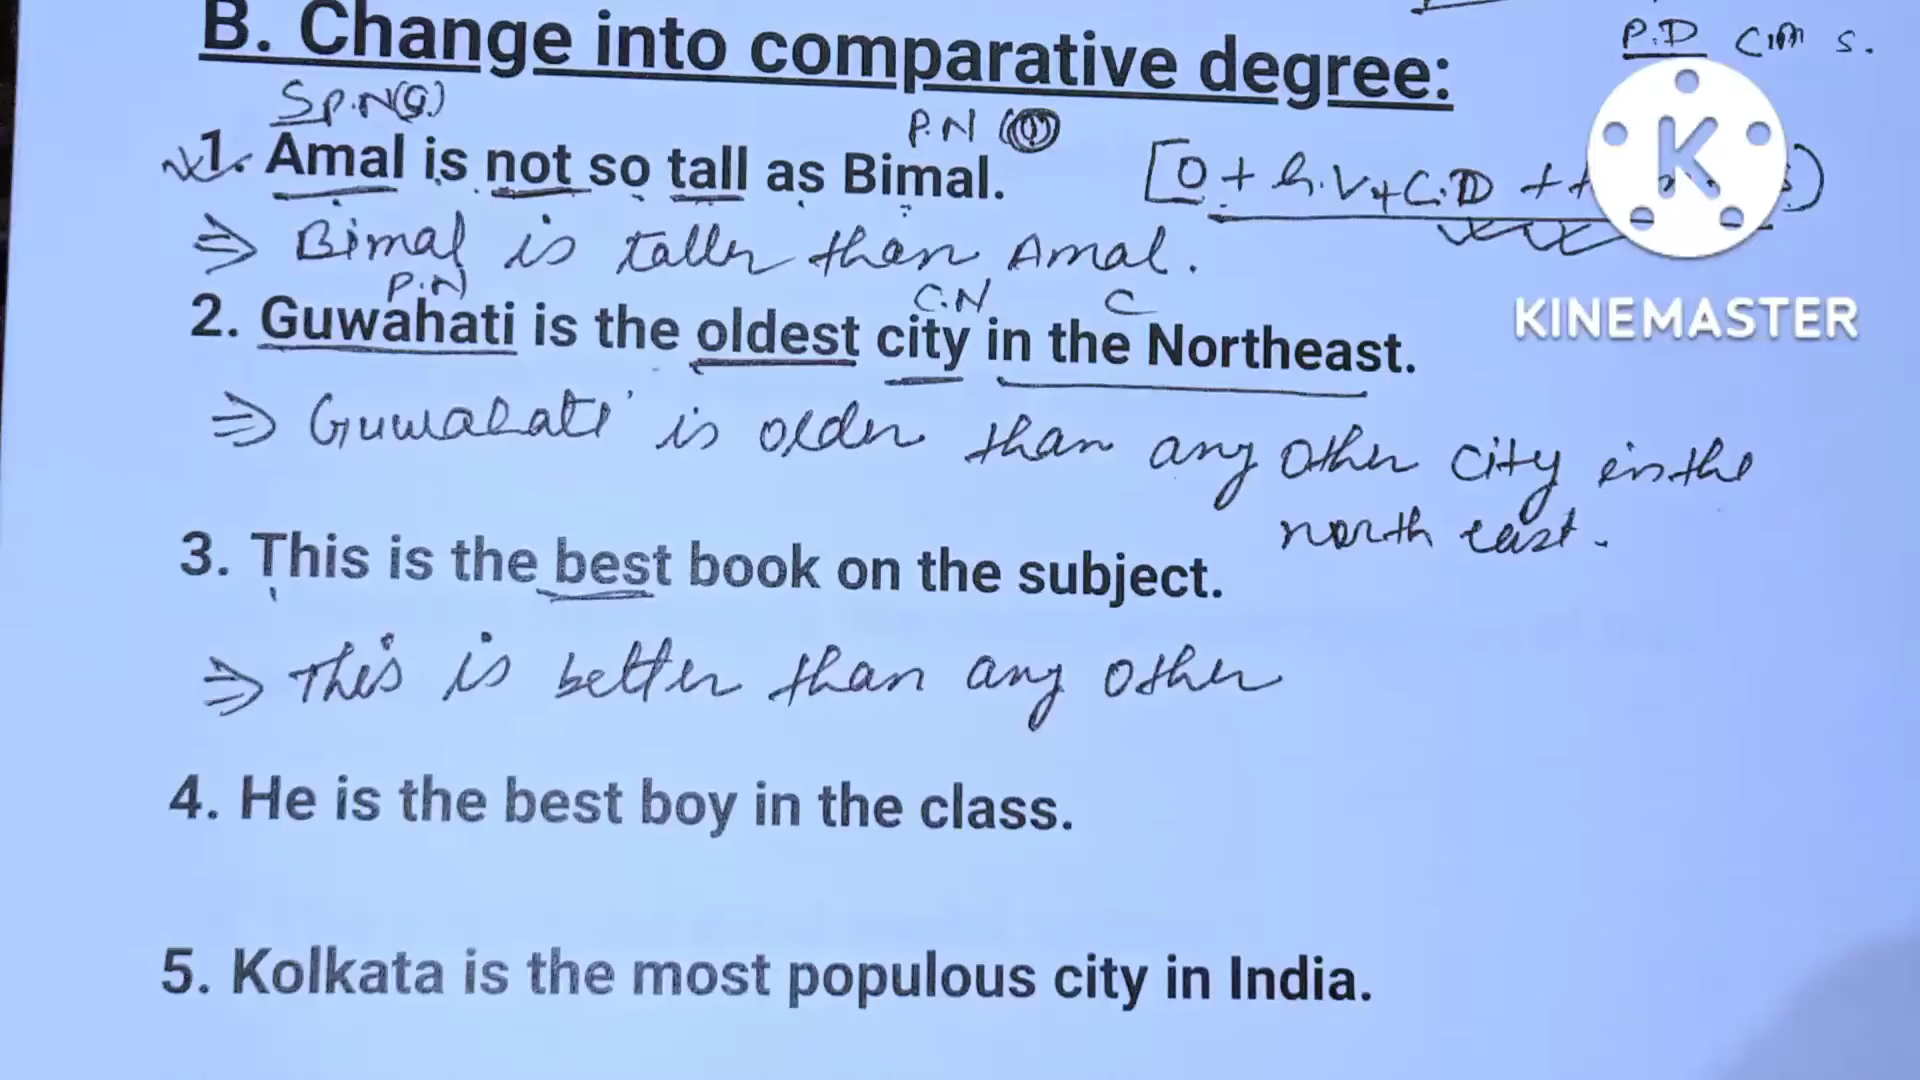 B. Change into comparative degree:
P.D
S.
S
P.N
1. Amal is not so tall as Bimal.
[O + h.V + C.D +
⇒ Bimal is taller than Amal.
P.N
C.N
C
2. Guwahati is the oldest city in the Northeast.
KINEMASTER
⇒ Guwahati is older than any other city in the
north east.
3. This is the best book on the subject.
⇒ This is better than any other
4. He is the best boy in the class.
5. Kolkata is the most populous city in India.